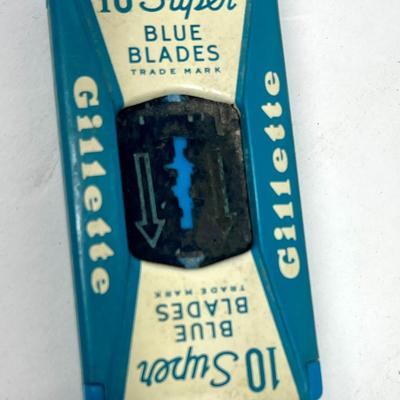 10 Super
BLUE
BLADES
TRADE MARK
Gillette
Gillette
10 Super
BLUE
BLADES
TRADE MARK